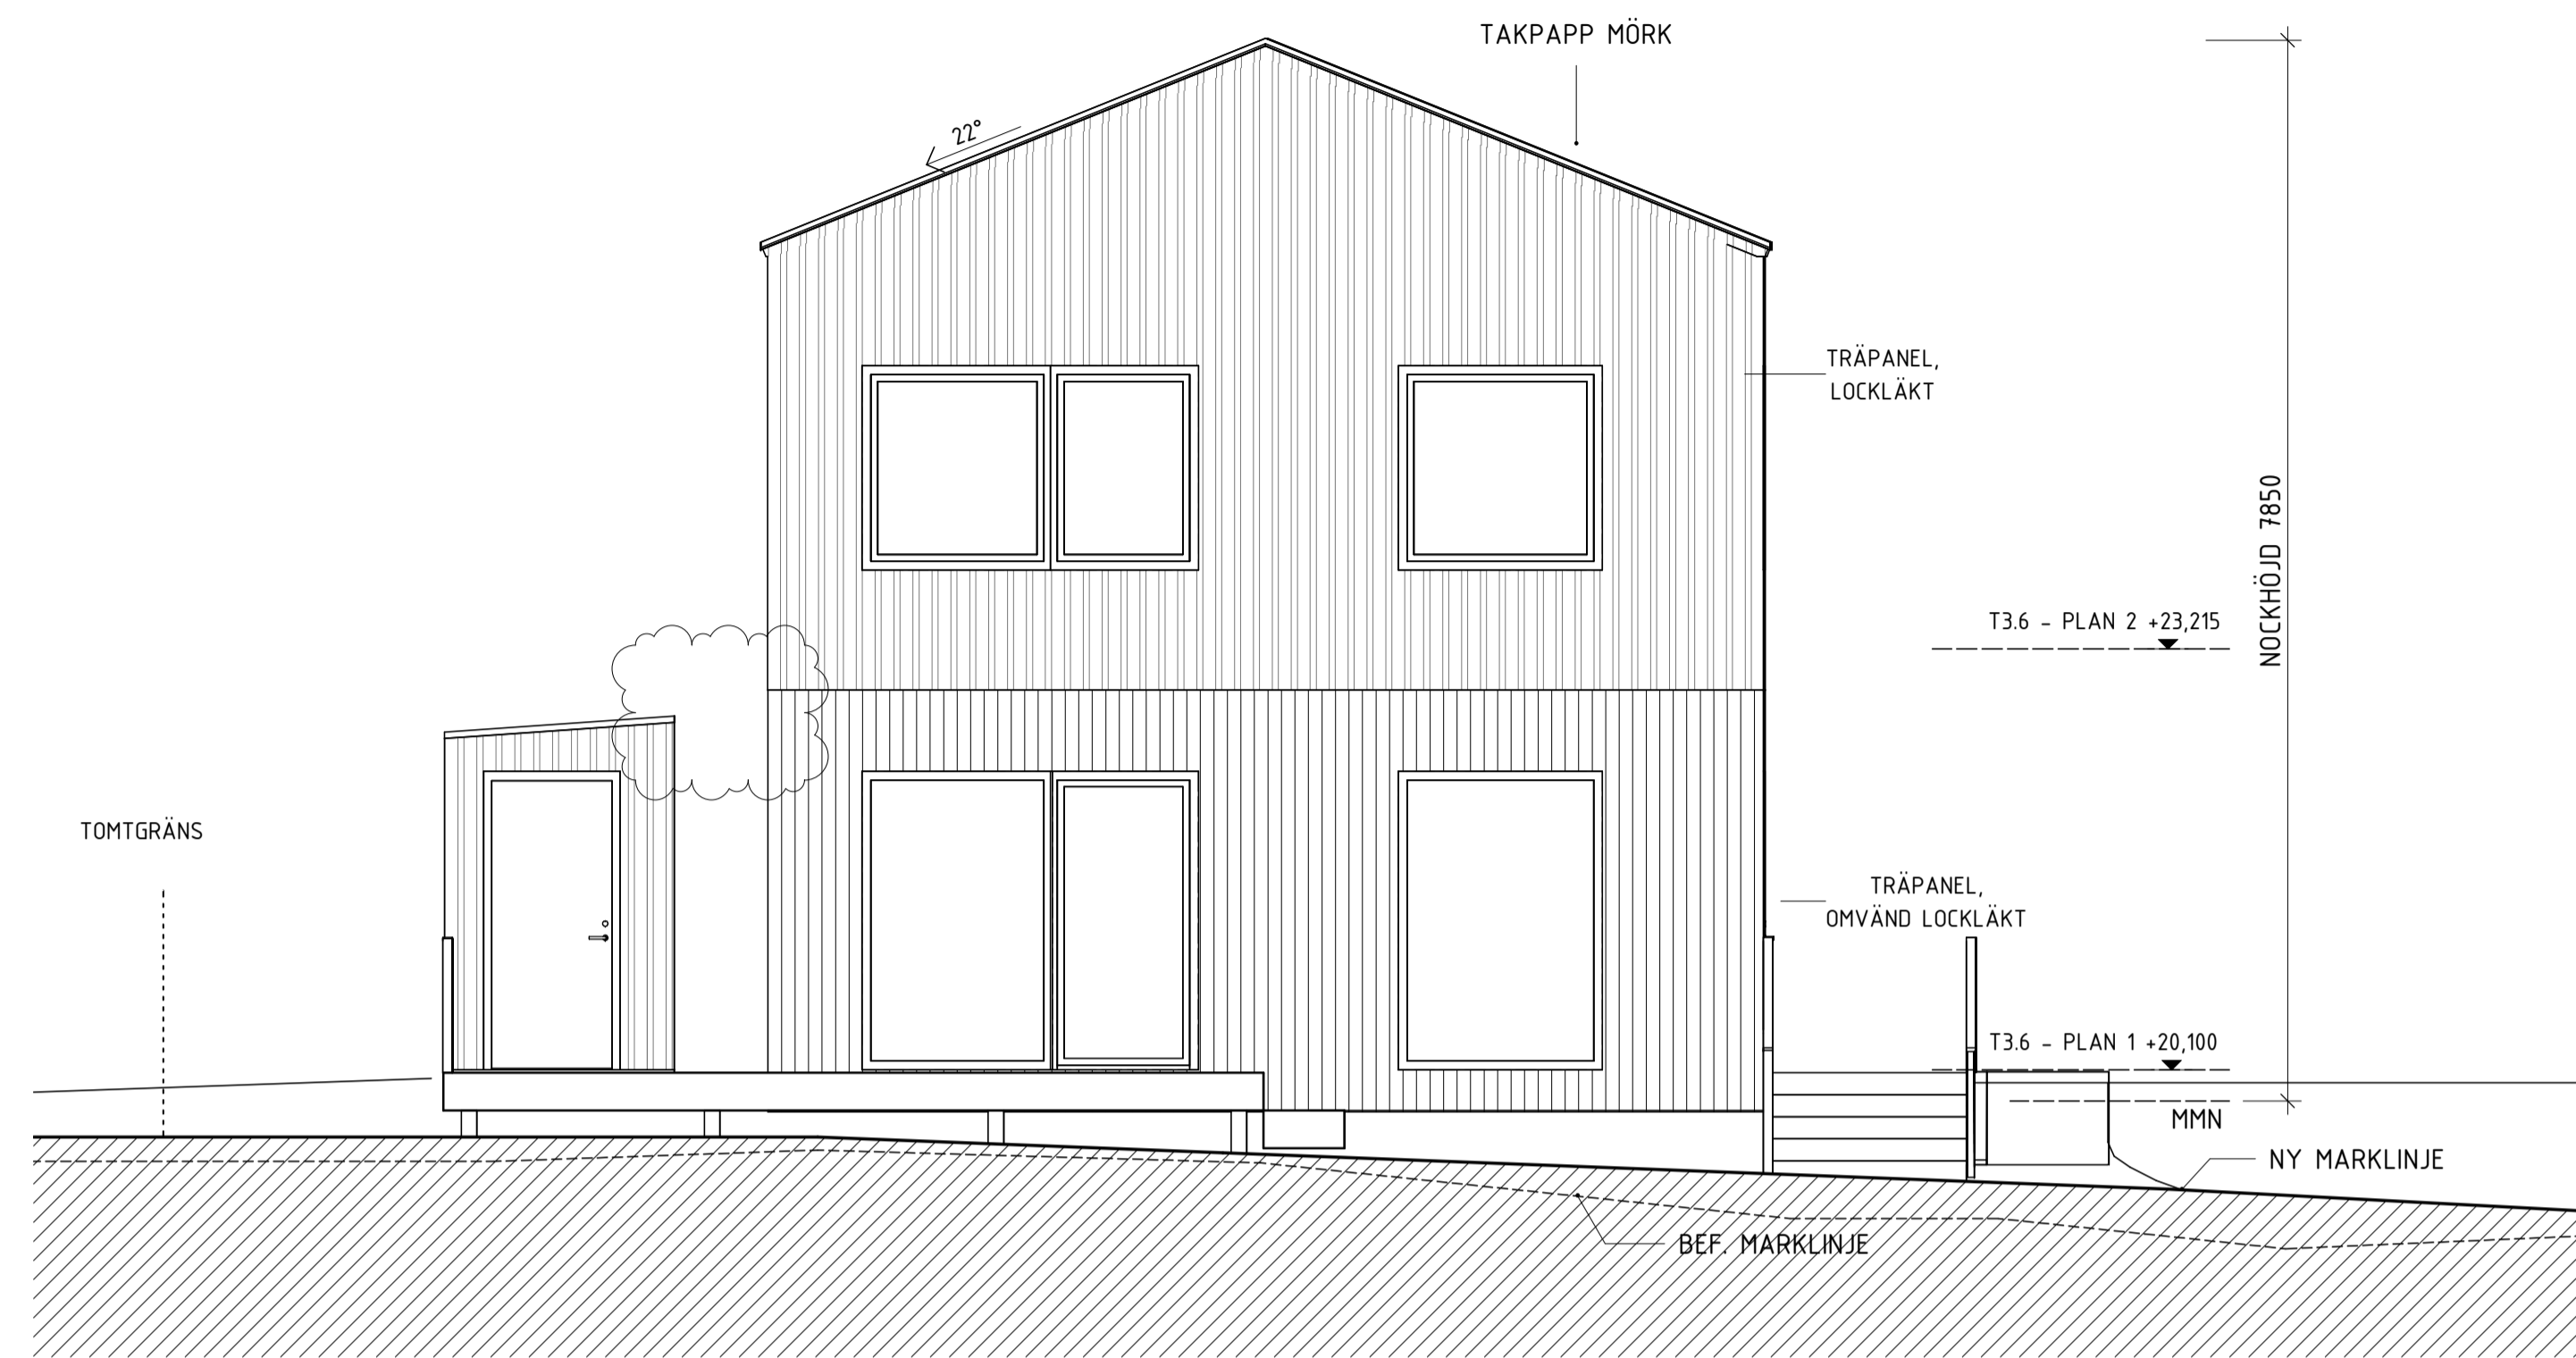 TAKPAPP MÖRK
22°
TRÄPANEL,
LOCKLÄKT
NOCKHÖJD 7850
T3.6 - PLAN 2 +23,215
TOMTGRÄNS
TRÄPANEL,
OMVÄND LOCKLÄKT
T3.6 - PLAN 1 +20,100
MMN
NY MARKLINJE
BEF. MARKLINJE